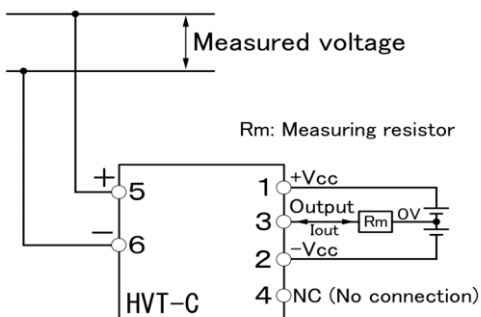 Measured voltage
Rm: Measuring resistor
+
5
−
6
1
+Vcc
Output
3
Iout
Rm
0V
2
−Vcc
4
NC (No connection)
HVT-C